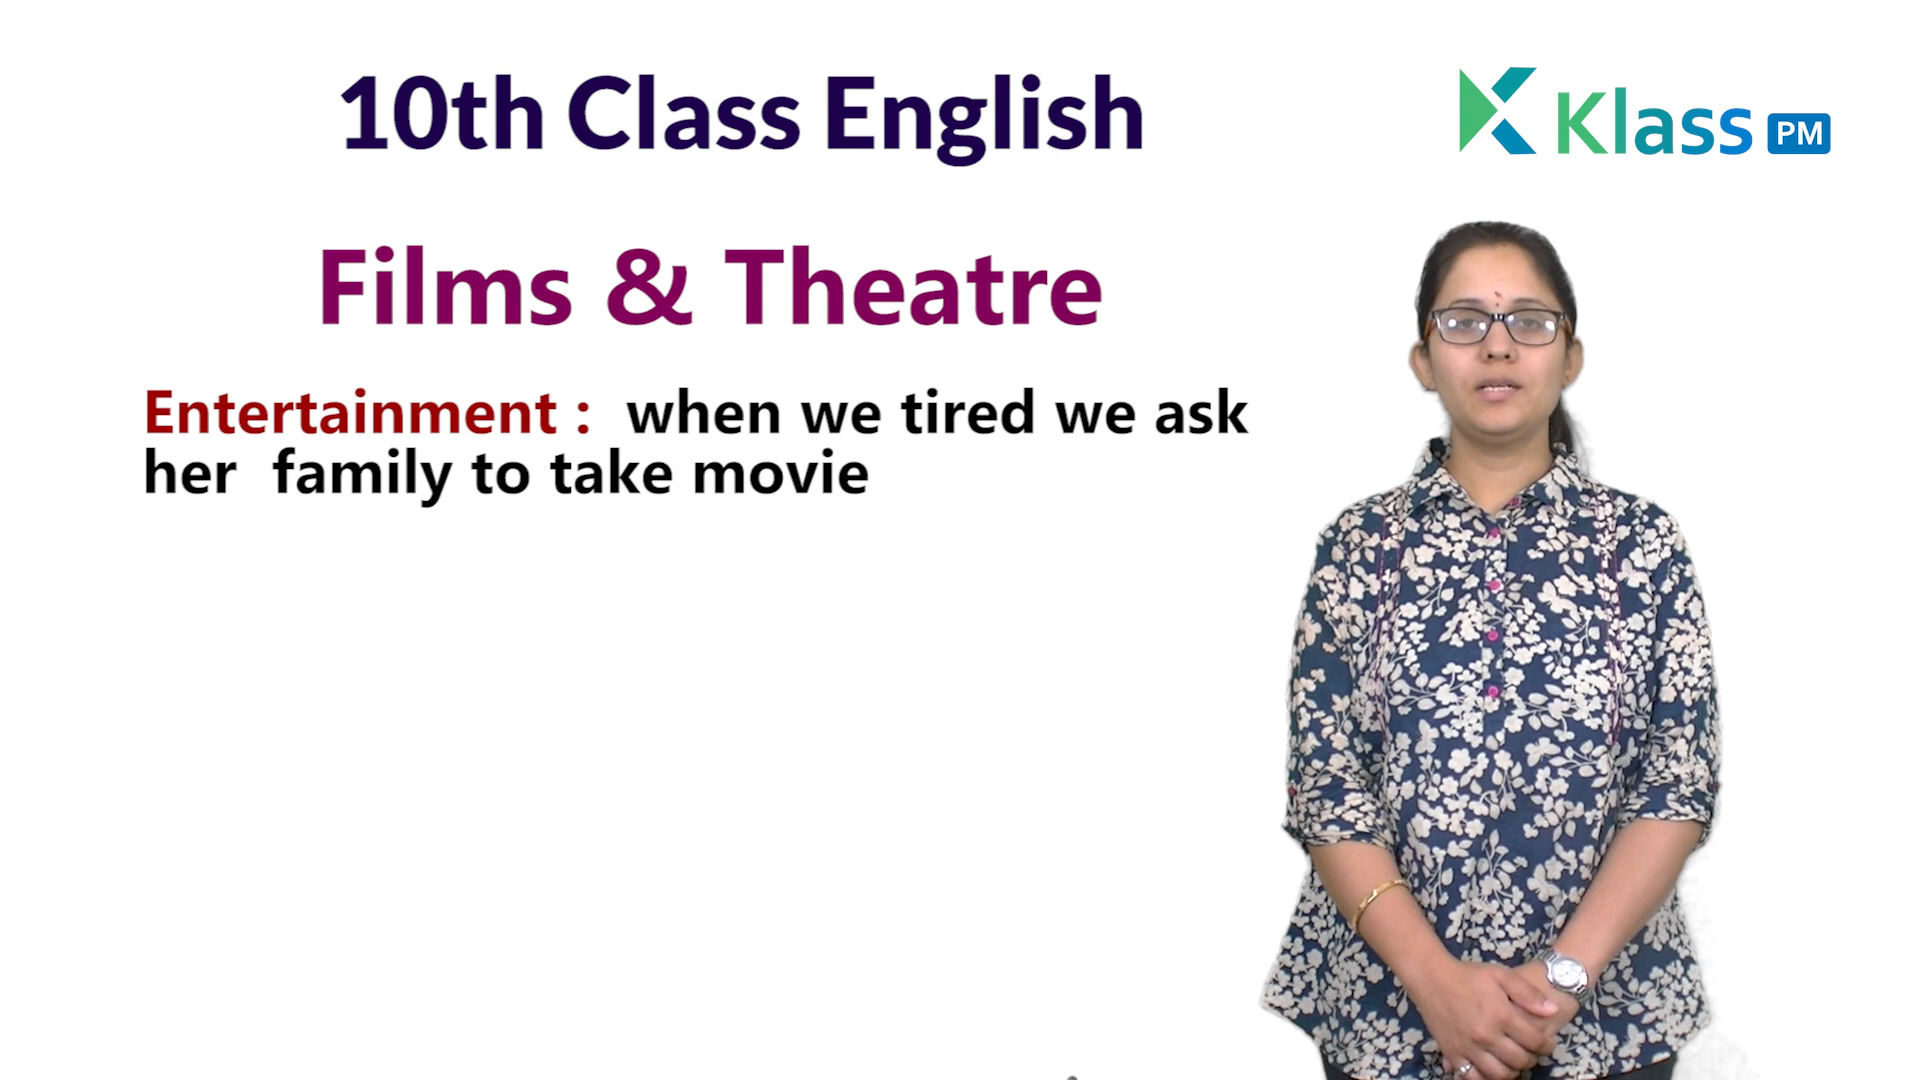 10th Class English
Klass PM
Films & Theatre
Entertainment : when we tired we ask
her family to take movie